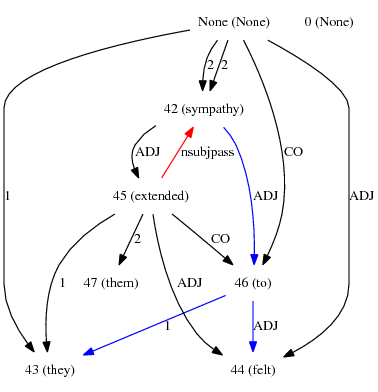 None (None) 0 (None)
2 2
42 (sympathy)
ADJ nsubjpass CO
1 45 (extended) ADJ ADJ
2 CO
1 47 (them) ADJ 46 (to)
1 ADJ
43 (they) 44 (felt)